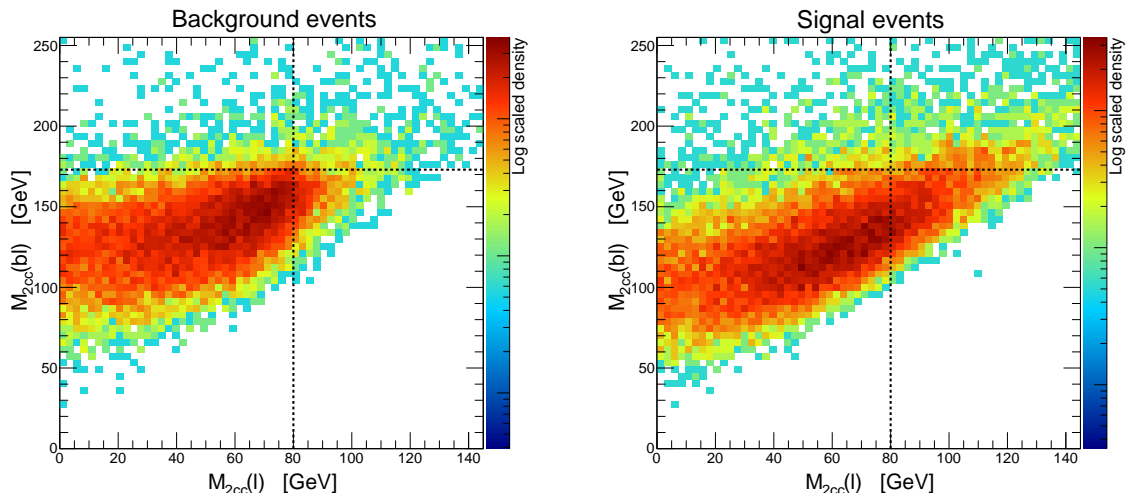 Background events
250
200
150
100
50
0
M2cc(bl) [GeV]
0 20 40 60 80 100 120 140
M2cc(l) [GeV]
Log scaled density
Signal events
250
200
150
100
50
0
M2cc(bl) [GeV]
0 20 40 60 80 100 120 140
M2cc(l) [GeV]
Log scaled density